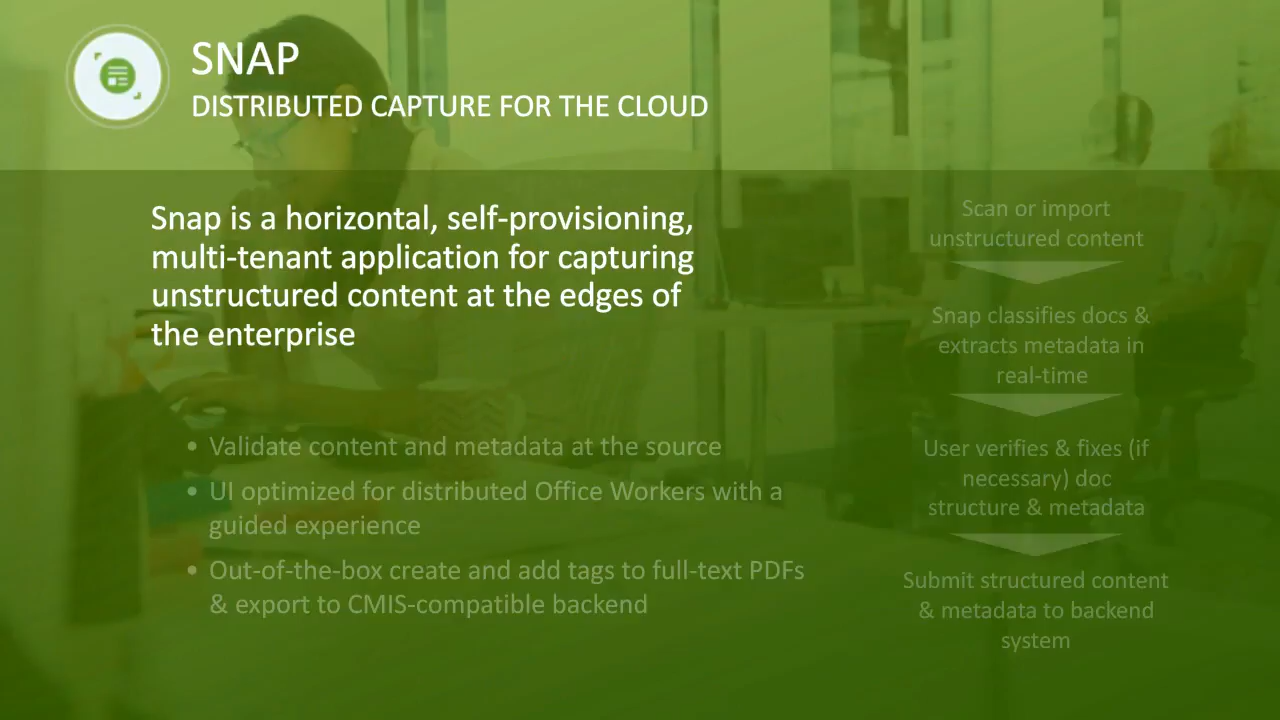 SNAP
DISTRIBUTED CAPTURE FOR THE CLOUD
Snap is a horizontal, self-provisioning,
multi-tenant application for capturing
unstructured content at the edges of
the enterprise
• Validate content and metadata at the source
• UI optimized for distributed Office Workers with a
guided experience
• Out-of-the-box create and add tags to full-text PDFs
& export to CMIS-compatible backend
Scan or import
unstructured content
Snap classifies docs &
extracts metadata in
real-time
User verifies & fixes (if
necessary) doc
structure & metadata
Submit structured content
& metadata to backend
system